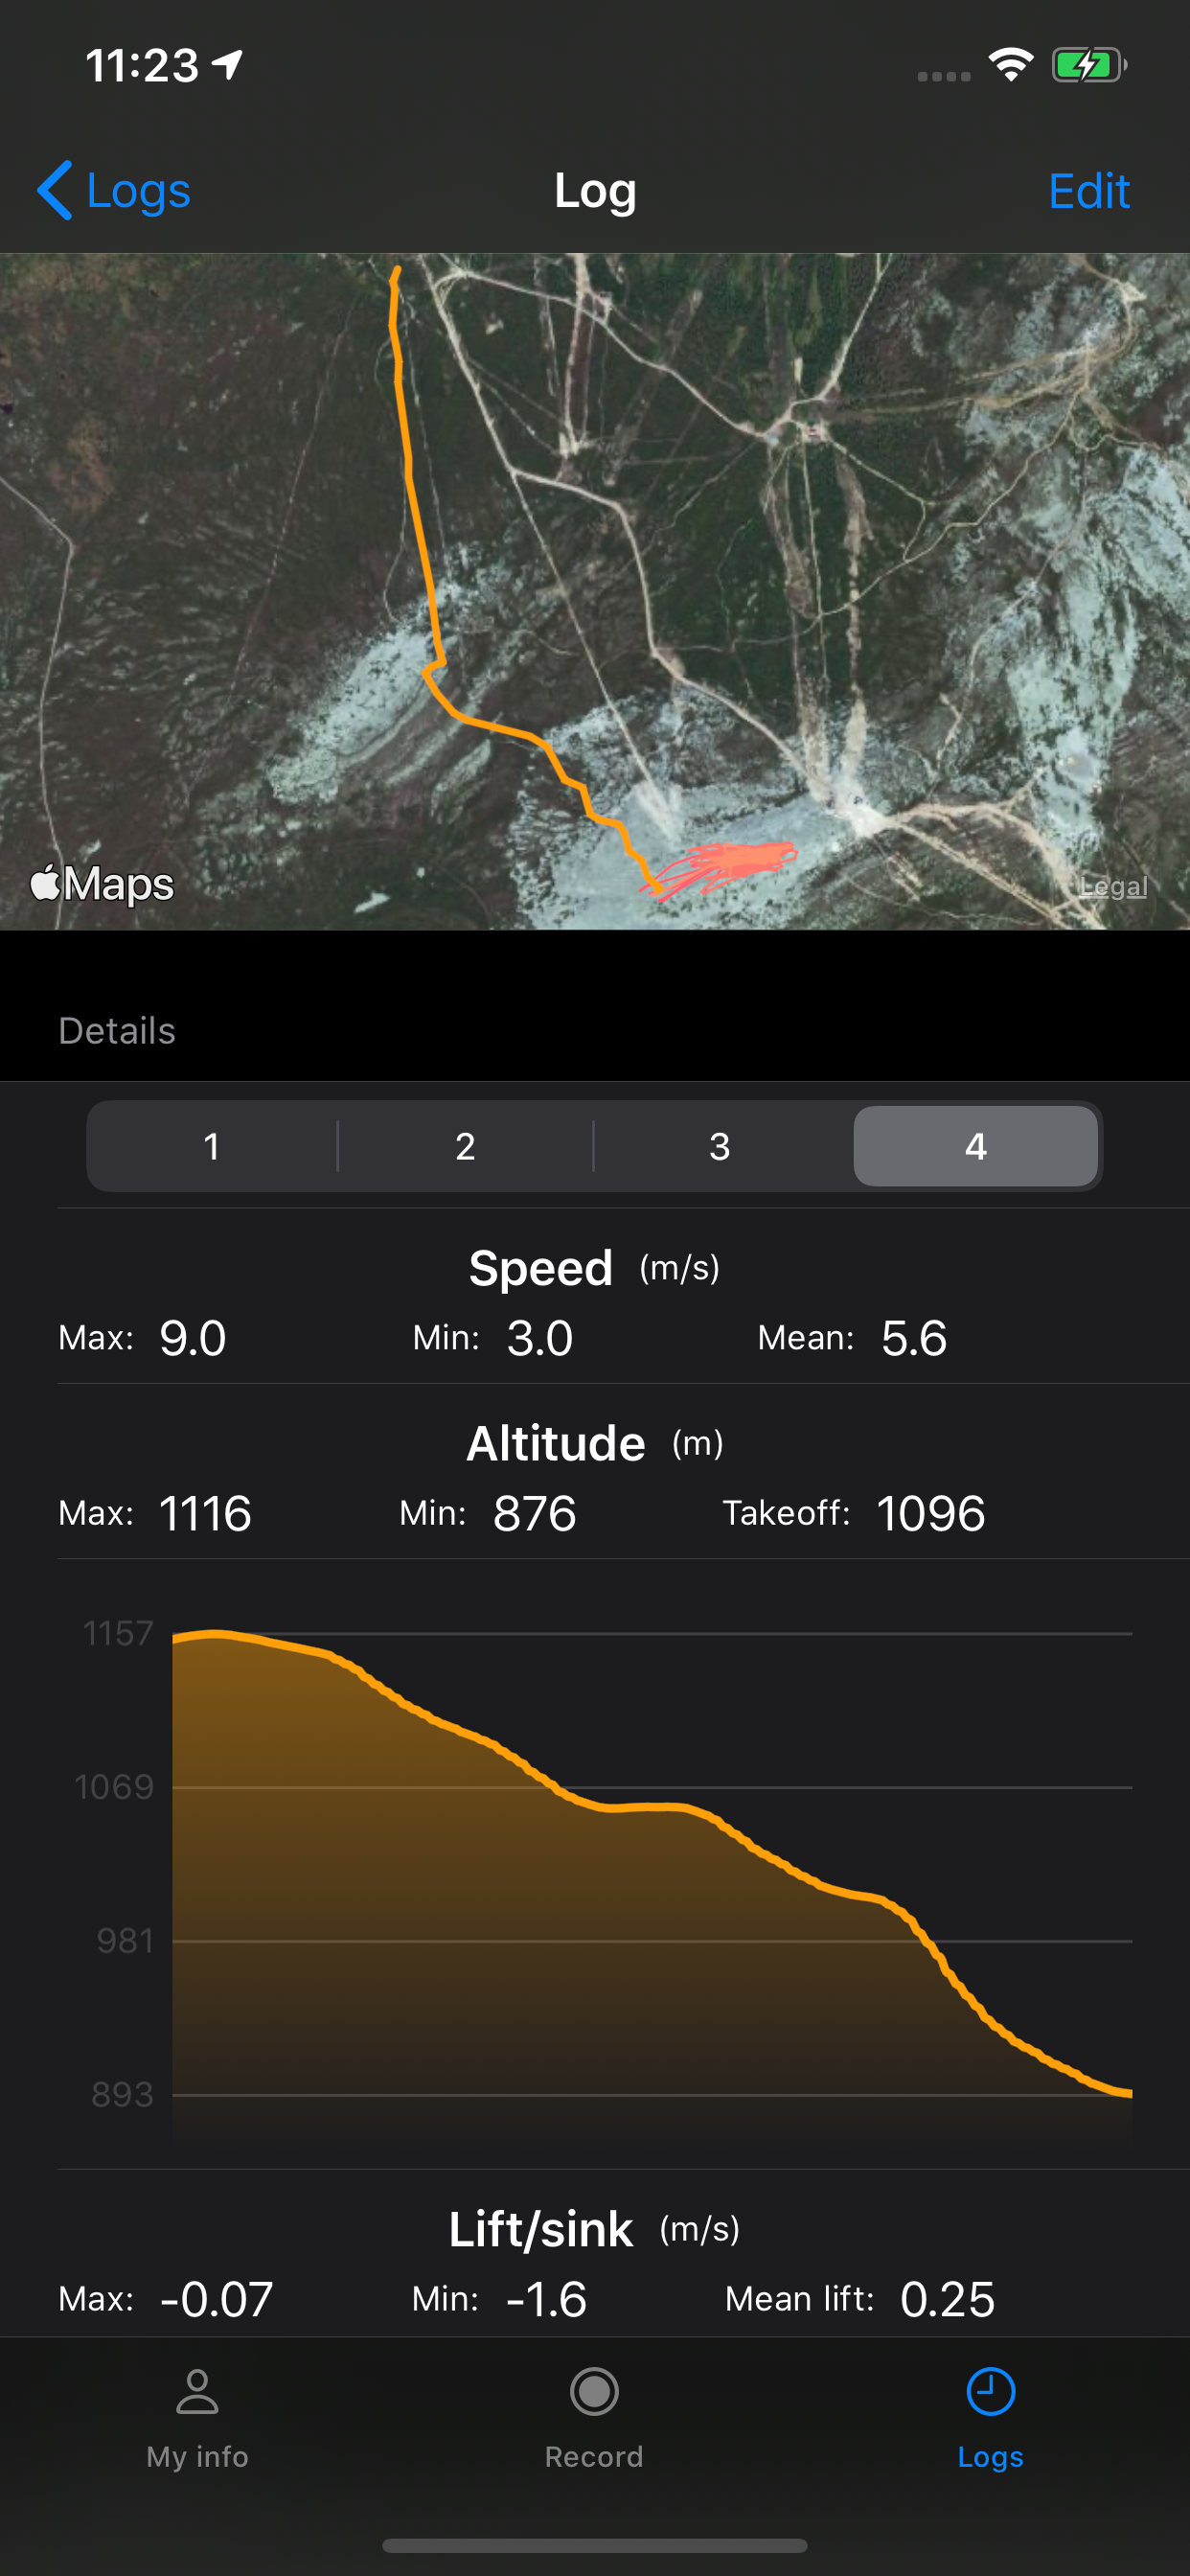 11:23
Logs
Log
Edit
Maps
Legal
Details
1
2
3
4
Speed (m/s)
Max: 9.0 Min: 3.0 Mean: 5.6
Altitude (m)
Max: 1116 Min: 876 Takeoff: 1096
1157
1069
981
893
Lift/sink (m/s)
Max: -0.07 Min: -1.6 Mean lift: 0.25
My info
Record
Logs